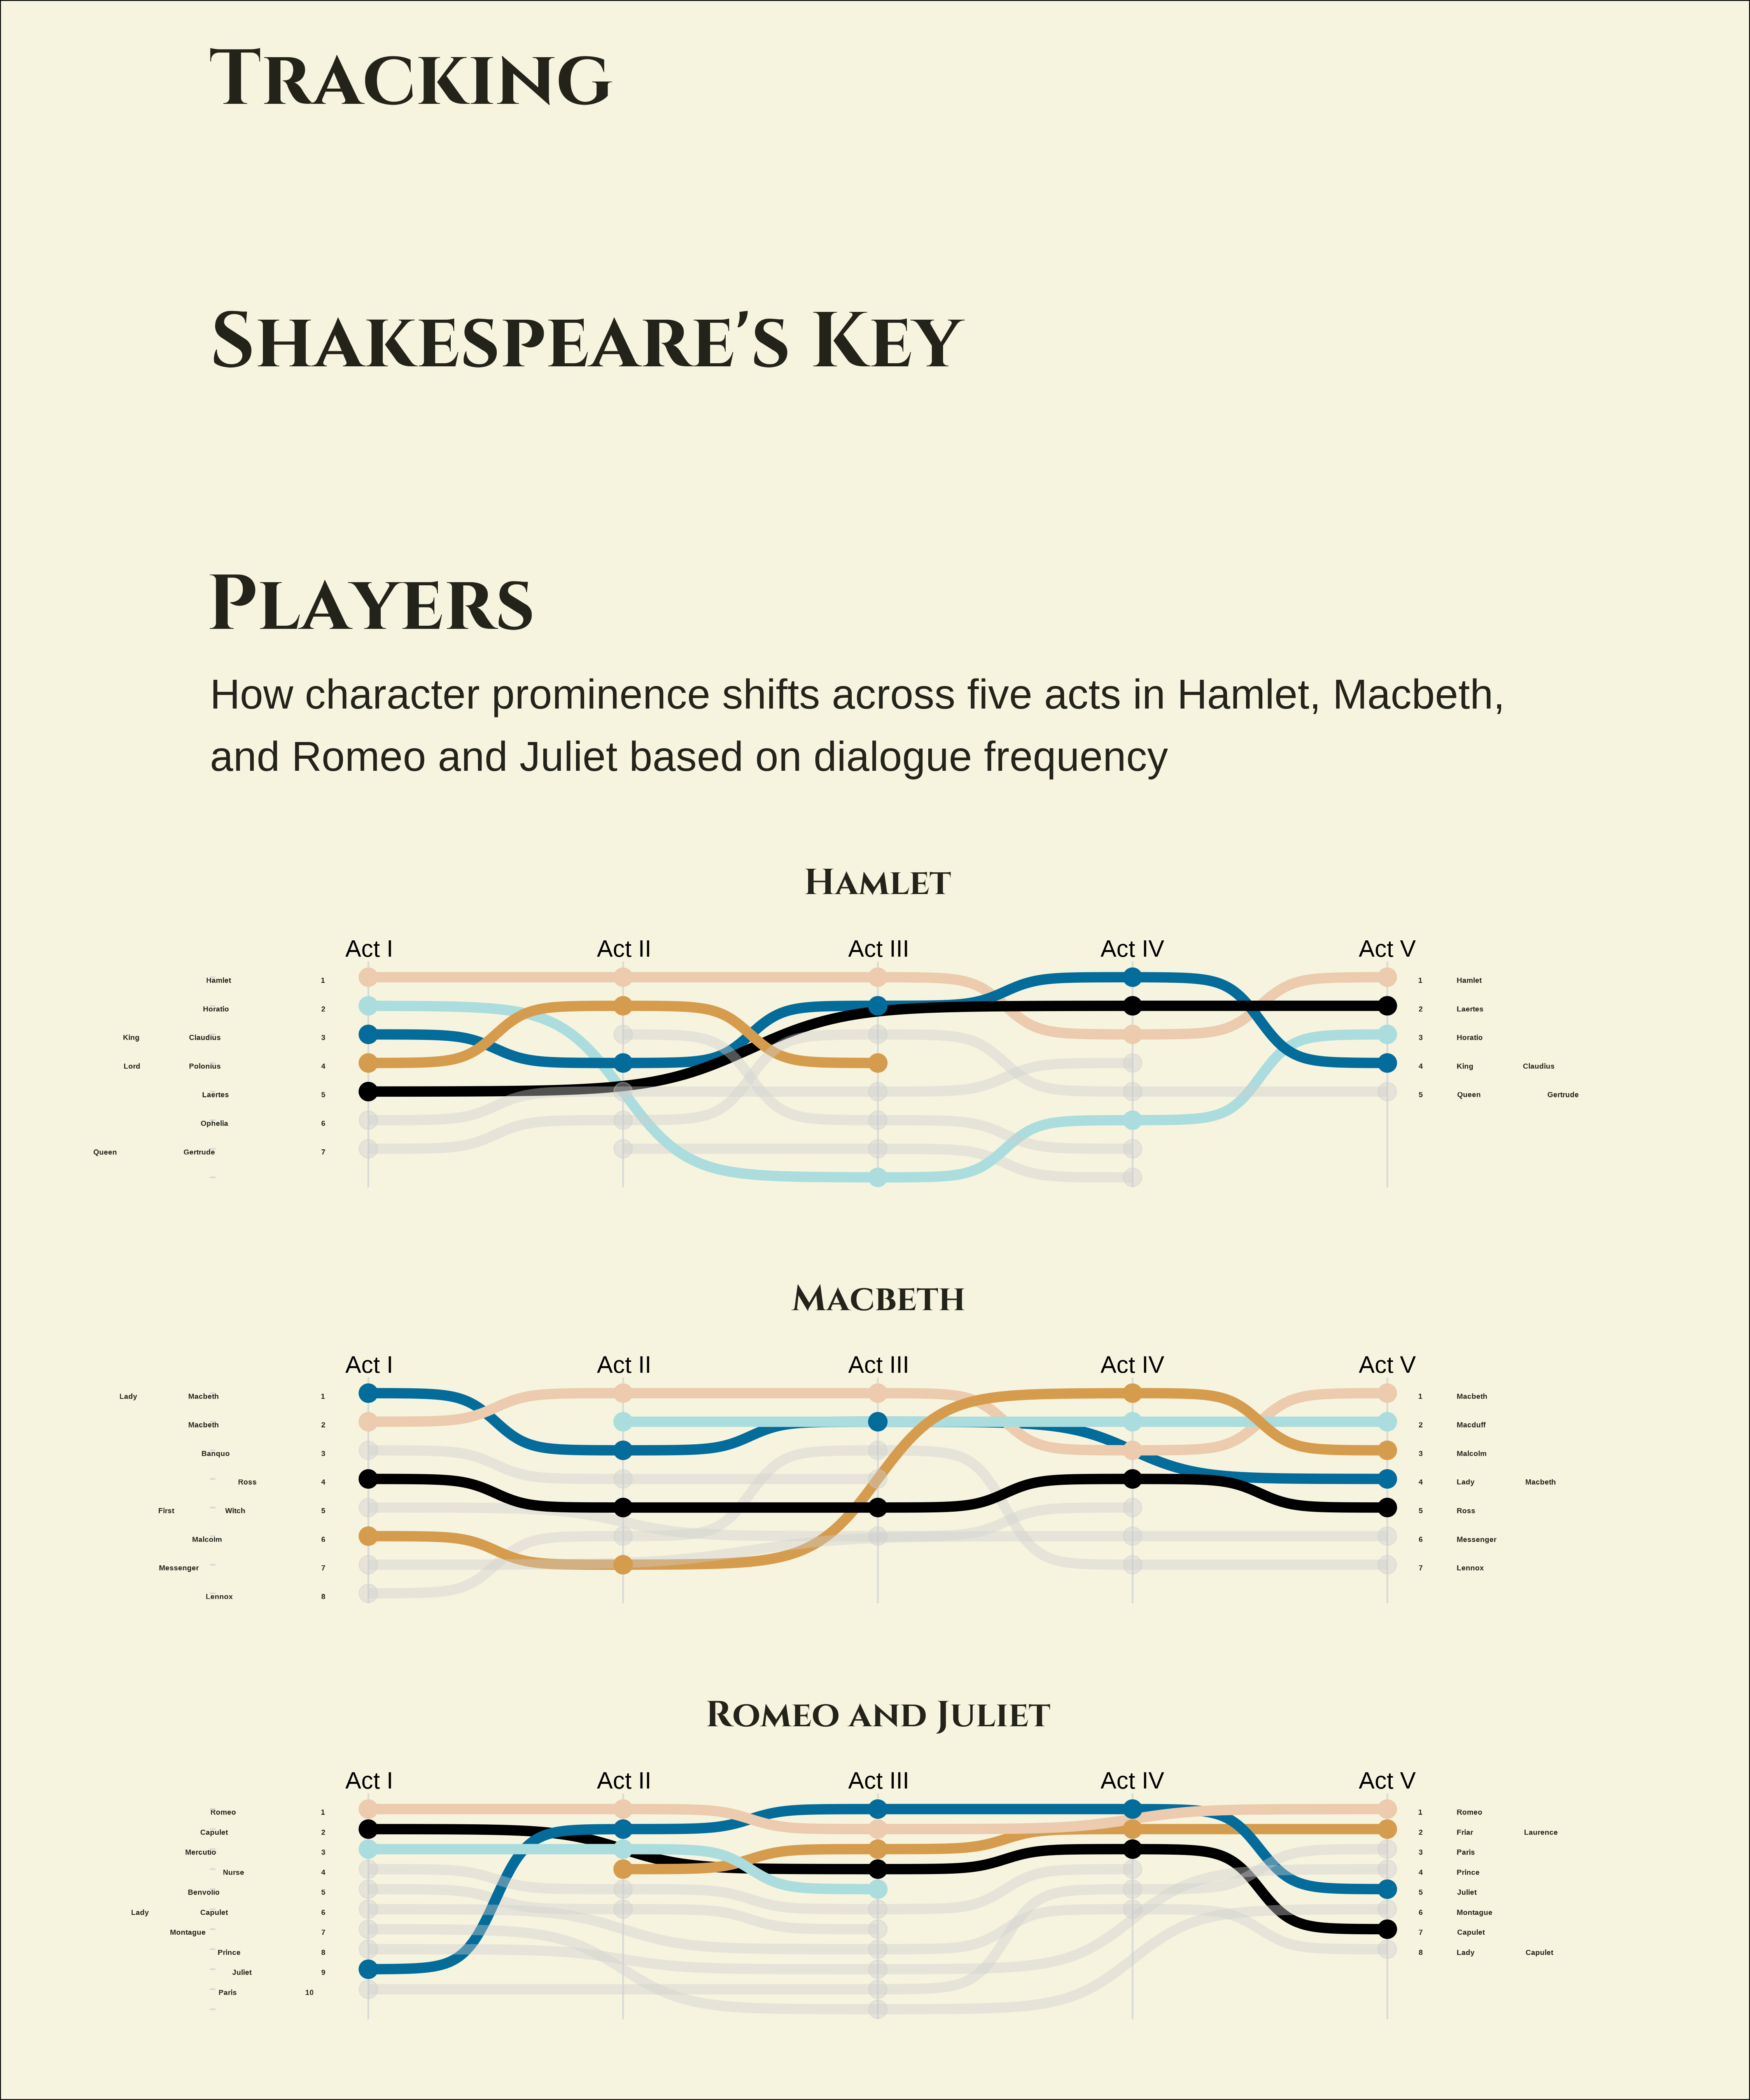 Tracking
Shakespeare's Key
Players
How character prominence shifts across five acts in Hamlet, Macbeth,
and Romeo and Juliet based on dialogue frequency
Hamlet
Act I Act II Act III Act IV Act V
Hamlet 1 1 Hamlet
Horatio 2 2 Laertes
King Claudius 3 3 Horatio
Lord Polonius 4 4 King Claudius
Laertes 5 5 Queen Gertrude
Ophelia 6
Queen Gertrude 7
Macbeth
Act I Act II Act III Act IV Act V
Lady Macbeth 1 1 Macbeth
Macbeth 2 2 Macduff
Banquo 3 3 Malcolm
Ross 4 4 Lady Macbeth
First Witch 5 5 Ross
Malcolm 6 6 Messenger
Messenger 7 7 Lennox
Lennox 8
Romeo and Juliet
Act I Act II Act III Act IV Act V
Romeo 1 1 Romeo
Capulet 2 2 Friar Laurence
Mercutio 3 3 Paris
Nurse 4 4 Prince
Benvolio 5 5 Juliet
Lady Capulet 6 6 Montague
Montague 7 7 Capulet
Prince 8 8 Lady Capulet
Juliet 9
Paris 10